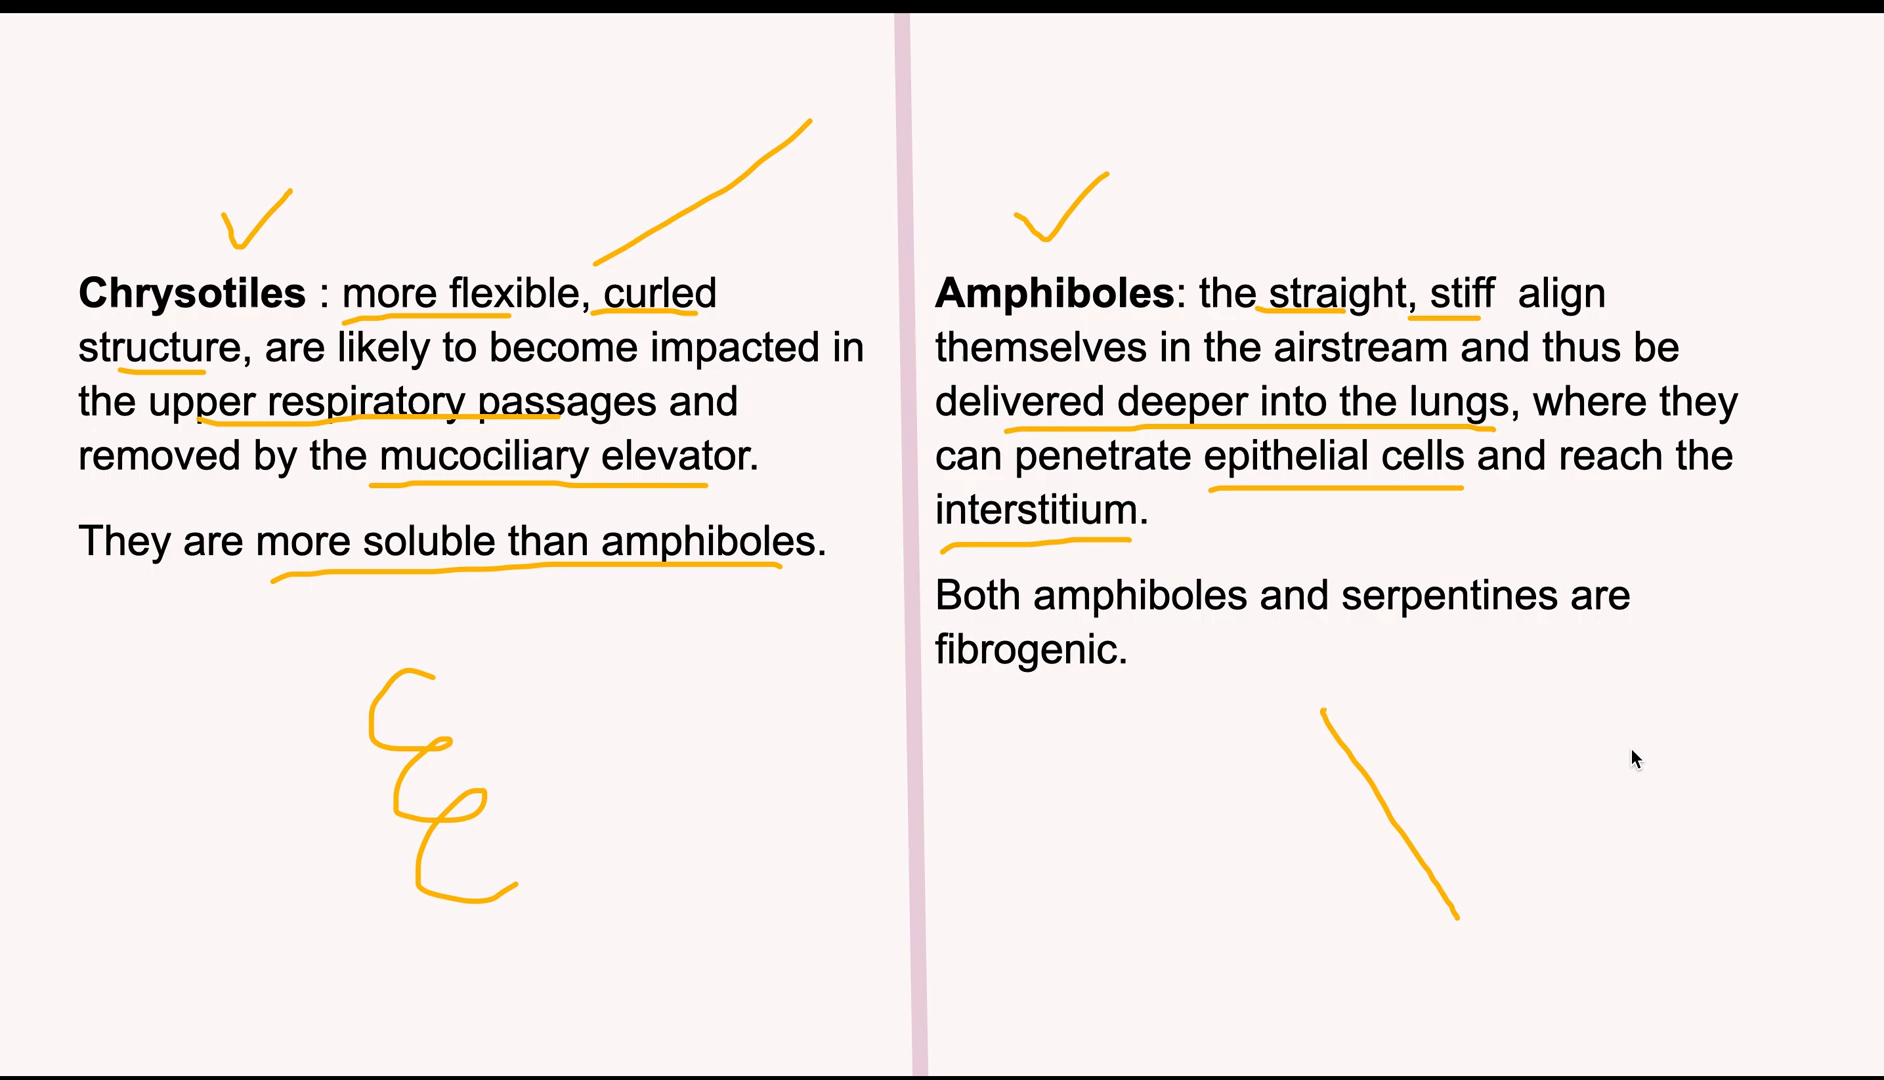 Chrysotiles : more flexible, curled
structure, are likely to become impacted in
the upper respiratory passages and
removed by the mucociliary elevator.
They are more soluble than amphiboles.
Amphiboles: the straight, stiff  align
themselves in the airstream and thus be
delivered deeper into the lungs, where they
can penetrate epithelial cells and reach the
interstitium.
Both amphiboles and serpentines are
fibrogenic.